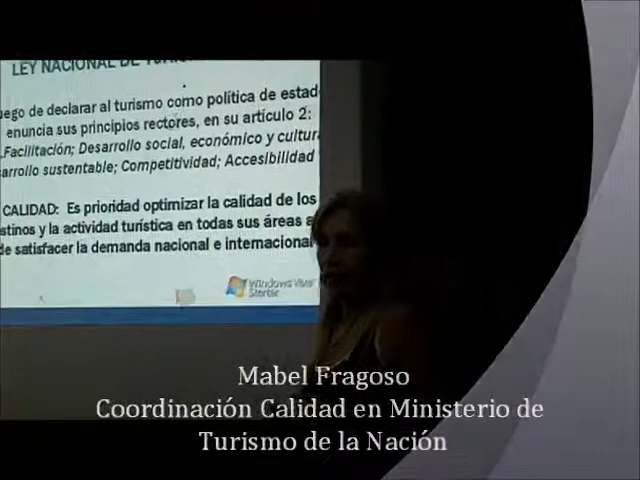 LEY NACIONAL DE
uego de declarar al turismo como política de estad
enuncia sus principios rectores, en su artículo 2:
Facilitación; Desarrollo social, económico y cultur
arrollo sustentable; Competitividad; Accesibilidad
CALIDAD: Es prioridad optimizar la calidad de los
stinos y la actividad turística en todas sus áreas a
de satisfacer la demanda nacional e internacional
Windows Vista
Starter
Mabel Fragoso
Coordinación Calidad en Ministerio de
Turismo de la Nación